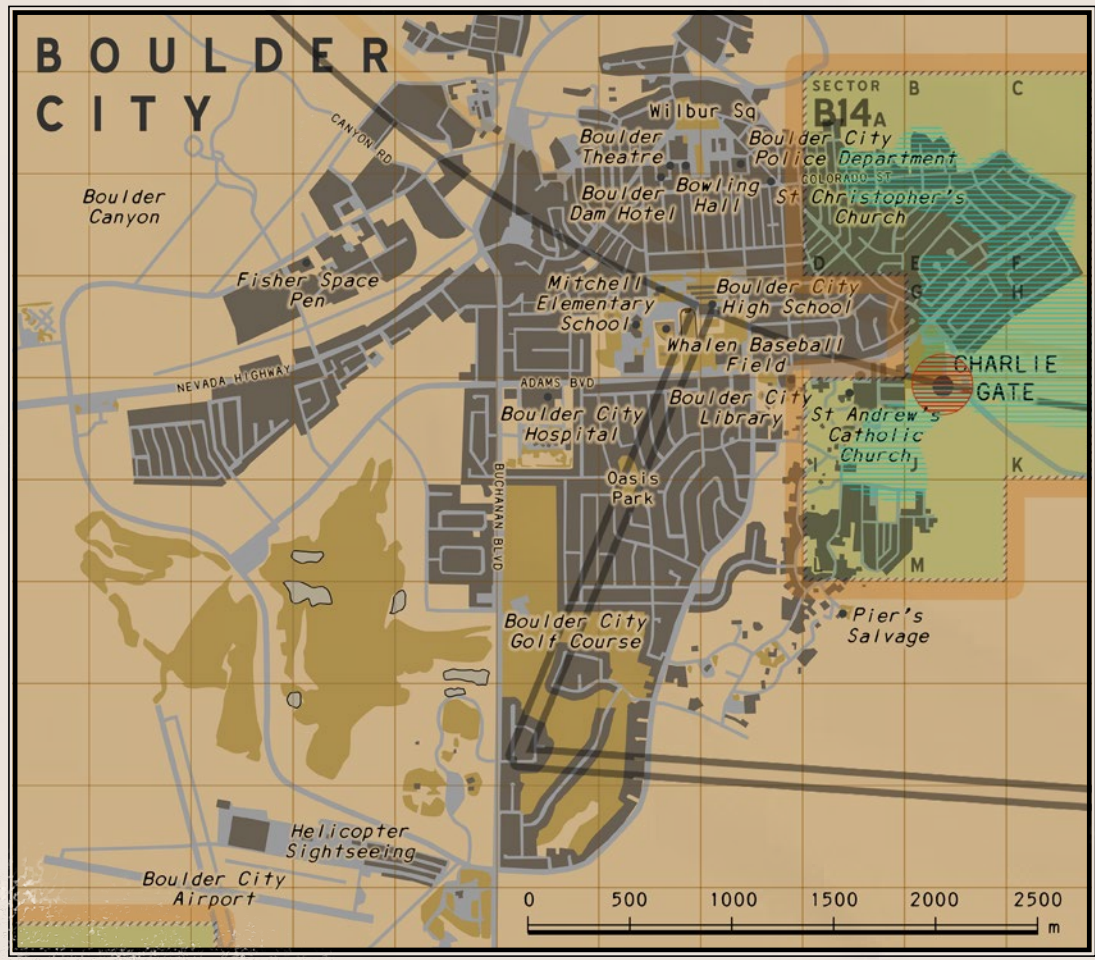 BOULDER
CITY
SECTOR
B14A
B
C
Wilbur Sq
CANYON RD
Boulder
Theatre
Boulder City
Police Department
COLORADO ST
Boulder
Canyon
Boulder
Dam Hotel
Bowling
Hall
St Christopher's
Church
D
E
F
Fisher Space
Pen
Mitchell
Elementary
School
Boulder City
High School
G
H
Whalen Baseball
Field
CHARLIE
GATE
NEVADA HIGHWAY
ADAMS BVD
Boulder City
Hospital
Boulder City
Library
St Andrew's
Catholic
Church
I
J
K
BUCHANAN BLVD
Oasis
Park
L
M
Boulder City
Golf Course
Pier's
Salvage
Helicopter
Sightseeing
Boulder City
Airport
0 500 1000 1500 2000 2500
m